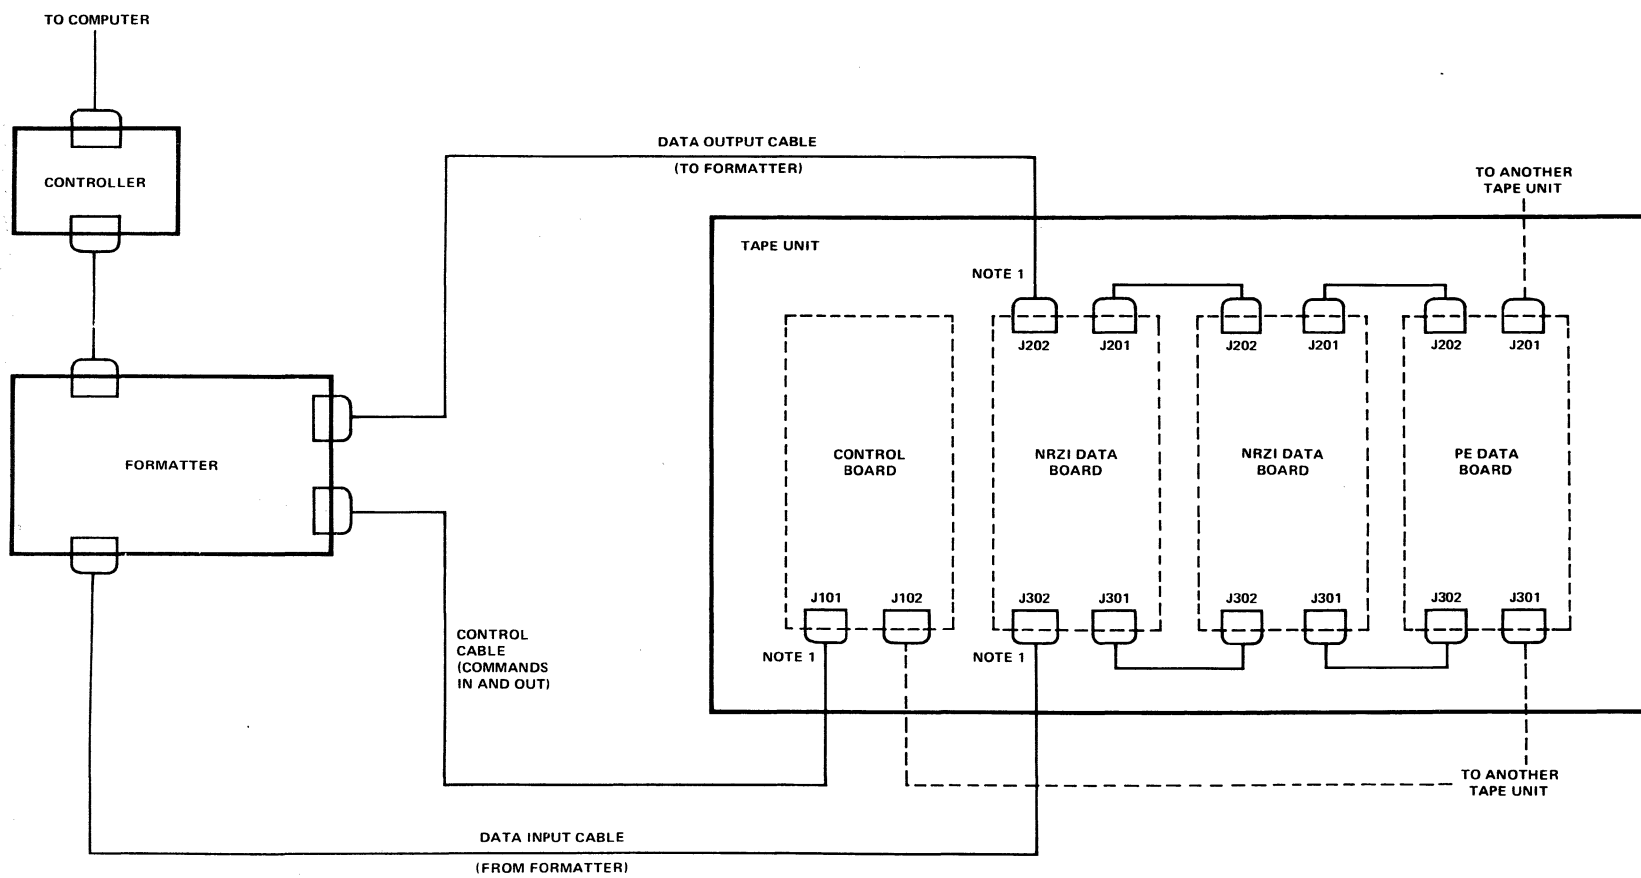 TO COMPUTER
CONTROLLER
FORMATTER
DATA OUTPUT CABLE
(TO FORMATTER)
CONTROL
CABLE
(COMMANDS
IN AND OUT)
DATA INPUT CABLE
(FROM FORMATTER)
TO ANOTHER
TAPE UNIT
TAPE UNIT
NOTE 1
J202
J201
J202
J201
J202
J201
CONTROL
BOARD
NRZI DATA
BOARD
NRZI DATA
BOARD
PE DATA
BOARD
J101
J102
J302
J301
J302
J301
J302
J301
NOTE 1
NOTE 1
TO ANOTHER
TAPE UNIT